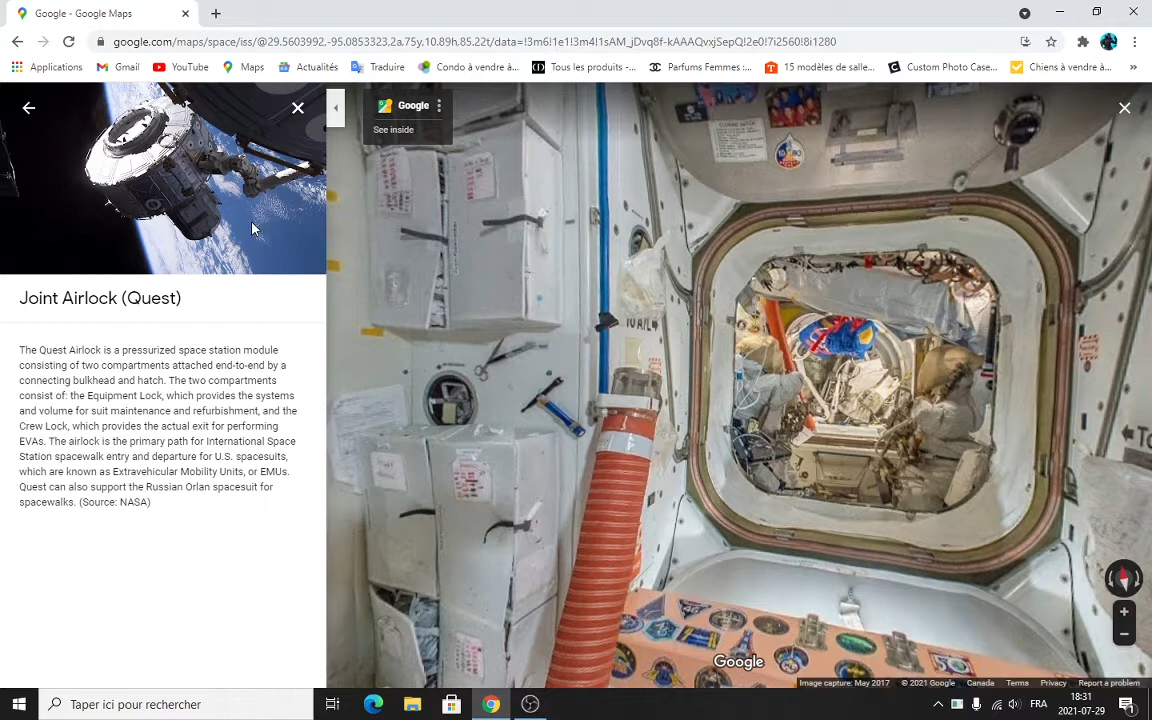 Google - Google Maps
google.com/maps/space/iss/@29.5603992,-95.0853323,2a,75y,10.89h,85.22t/data=!3m6!1e1!3m4!1sAM_jDvq8f-kAAAQvxjSepQ!2e0!7i2560!8i1280
Applications Gmail YouTube Maps Actualités Traduire Condo à vendre à... Tous les produits -... Parfums Femmes :... 15 modèles de salle... Custom Photo Case... Chiens à vendre à... »
Google
See inside
Joint Airlock (Quest)
The Quest Airlock is a pressurized space station module
consisting of two compartments attached end-to-end by a
connecting bulkhead and hatch. The two compartments
consist of: the Equipment Lock, which provides the systems
and volume for suit maintenance and refurbishment, and the
Crew Lock, which provides the actual exit for performing
EVAs. The airlock is the primary path for International Space
Station spacewalk entry and departure for U.S. spacesuits,
which are known as Extravehicular Mobility Units, or EMUs.
Quest can also support the Russian Orlan spacesuit for
spacewalks. (Source: NASA)
Google
Image capture: May 2017 © 2021 Google Canada Terms Privacy Report a problem
Taper ici pour rechercher
FRA
18:31
2021-07-29
1